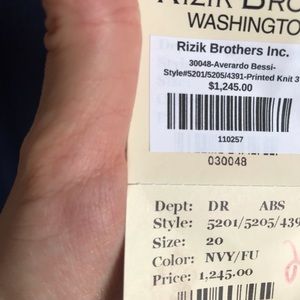 RIZIK BRO
WASHINGTO
Rizik Brothers Inc.
30048-Averardo Bessi-
Style#5201/5205/4391-Printed Knit 3
$1,245.00
110257
030048
Dept: DR ABS
Style: 5201/5205/439
Size: 20
Color: NVY/FU
Price: 1,245.00